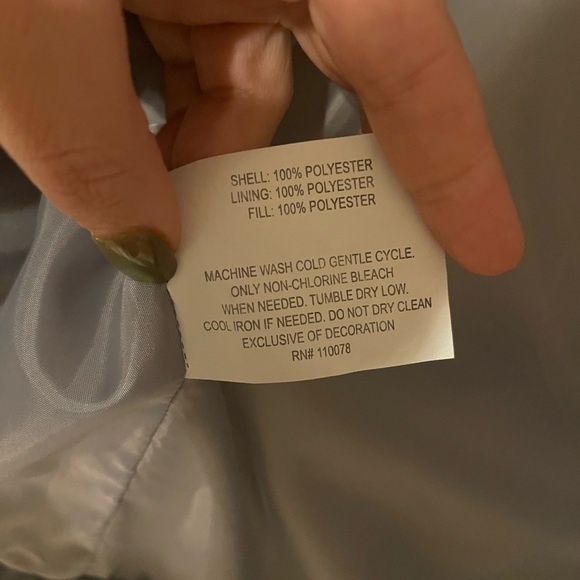 SHELL: 100% POLYESTER
LINING: 100% POLYESTER
FILL: 100% POLYESTER
MACHINE WASH COLD GENTLE CYCLE.
ONLY NON-CHLORINE BLEACH
WHEN NEEDED. TUMBLE DRY LOW.
COOL IRON IF NEEDED. DO NOT DRY CLEAN
EXCLUSIVE OF DECORATION
RN# 110078